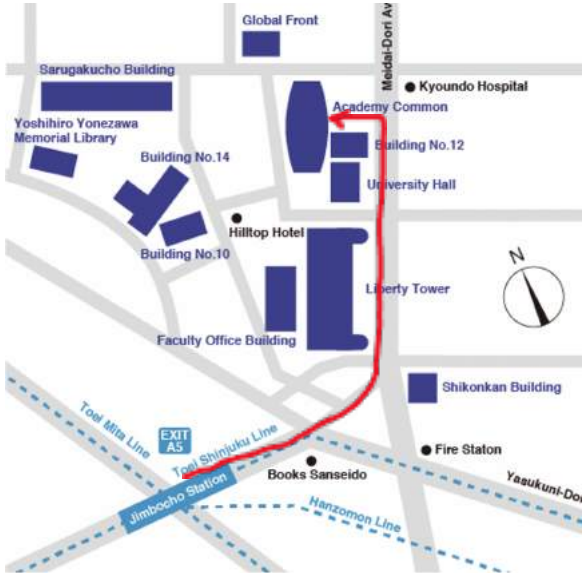 Global Front
Meidai-Dori Av
Sarugakucho Building
Kyoundo Hospital
Academy Common
Yoshihiro Yonezawa
Memorial Library
Building No.14
Building No.12
University Hall
Hilltop Hotel
Building No.10
N
Liberty Tower
Faculty Office Building
Shikonkan Building
Toei Mita Line
EXIT
A5
Toei Shinjuku Line
Fire Staton
Books Sanseido
Yasukuni-Dor
Jimbocho Station
Hanzomon Line